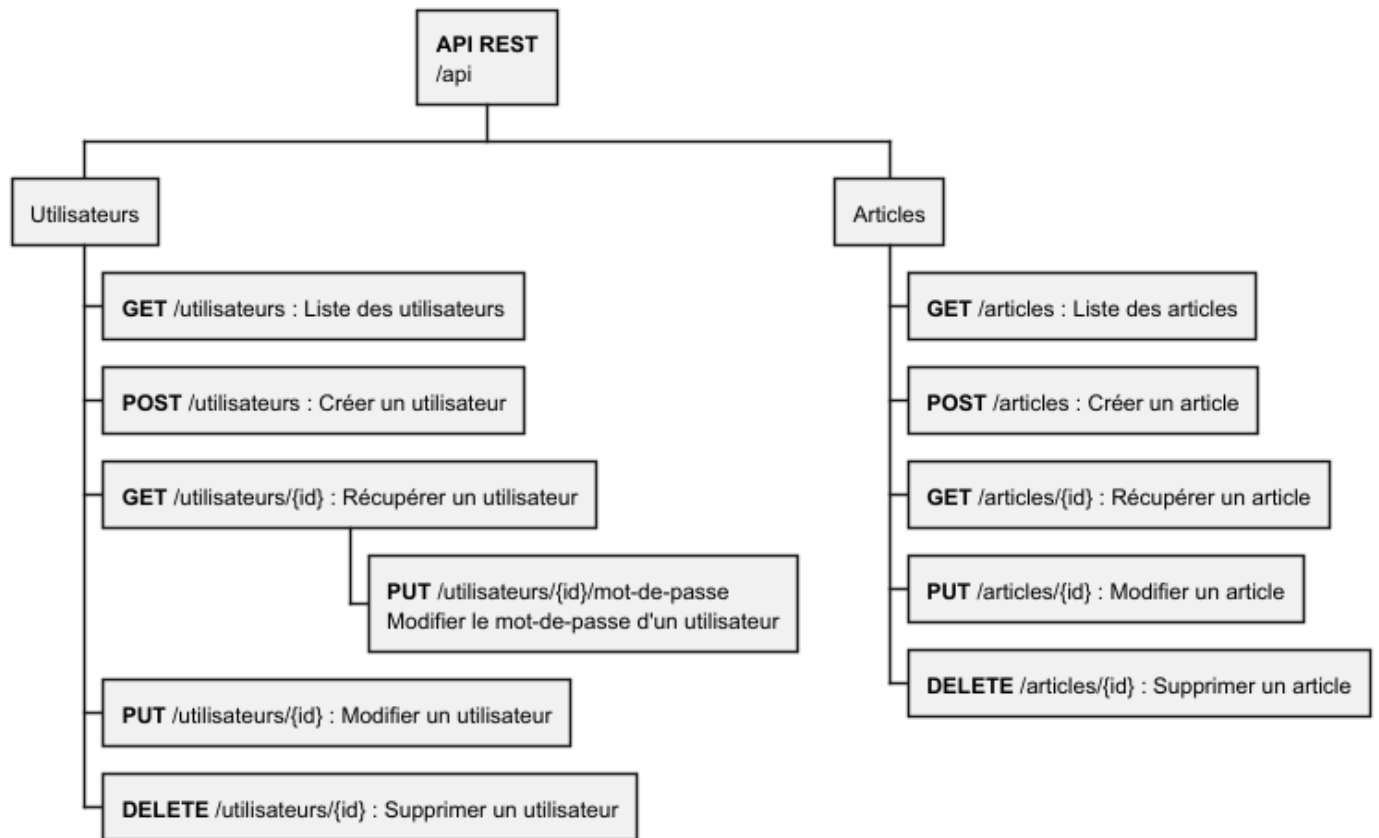 API REST
/api
Utilisateurs
GET /utilisateurs : Liste des utilisateurs
POST /utilisateurs : Créer un utilisateur
GET /utilisateurs/{id} : Récupérer un utilisateur
PUT /utilisateurs/{id}/mot-de-passe
Modifier le mot-de-passe d'un utilisateur
PUT /utilisateurs/{id} : Modifier un utilisateur
DELETE /utilisateurs/{id} : Supprimer un utilisateur
Articles
GET /articles : Liste des articles
POST /articles : Créer un article
GET /articles/{id} : Récupérer un article
PUT /articles/{id} : Modifier un article
DELETE /articles/{id} : Supprimer un article